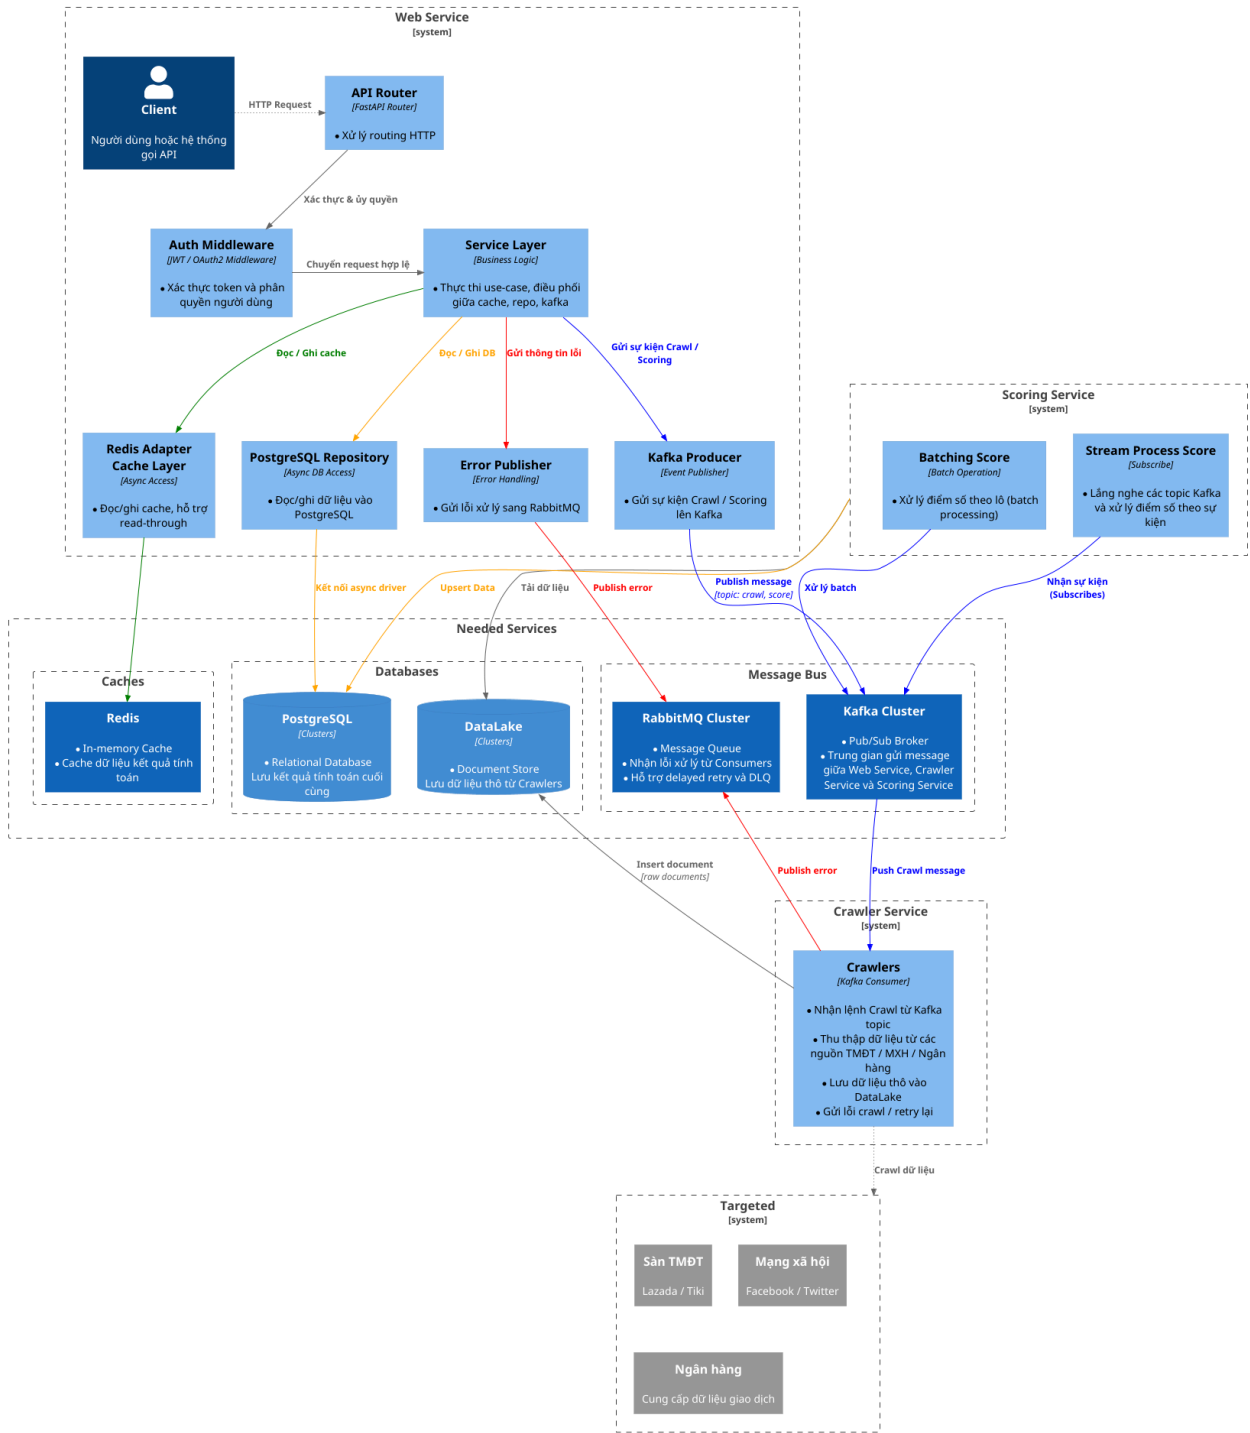 Web Service
[system]
Client
Người dùng hoặc hệ thống
gọi API
HTTP Request
API Router
[FastAPI Router]
• Xử lý routing HTTP
Xác thực & ủy quyền
Auth Middleware
[JWT / OAuth2 Middleware]
• Xác thực token và phân
quyền người dùng
Chuyển request hợp lệ
Service Layer
[Business Logic]
• Thực thi use-case, điều phối
giữa cache, repo, kafka
Đọc / Ghi cache
Đọc / Ghi DB
Gửi thông tin lỗi
Gửi sự kiện Crawl /
Scoring
Redis Adapter
Cache Layer
[Async Access]
• Đọc/ghi cache, hỗ trợ
read-through
PostgreSQL Repository
[Async DB Access]
• Đọc/ghi dữ liệu vào
PostgreSQL
Error Publisher
[Error Handling]
• Gửi lỗi xử lý sang RabbitMQ
Kafka Producer
[Event Publisher]
• Gửi sự kiện Crawl / Scoring
lên Kafka
Scoring Service
[system]
Batching Score
[Batch Operation]
• Xử lý điểm số theo lô (batch
processing)
Stream Process Score
[Subscribe]
• Lắng nghe các topic Kafka
và xử lý điểm số theo sự
kiện
Kết nối async driver
Upsert Data
Tải dữ liệu
Publish error
Publish message
[topic: crawl, score]
Xử lý batch
Nhận sự kiện
(Subscribes)
Needed Services
Caches
Redis
• In-memory Cache
• Cache dữ liệu kết quả tính
toán
Databases
PostgreSQL
[Clusters]
• Relational Database
Lưu kết quả tính toán cuối
cùng
DataLake
[Clusters]
• Document Store
Lưu dữ liệu thô từ Crawlers
Message Bus
RabbitMQ Cluster
• Message Queue
• Nhận lỗi xử lý từ Consumers
• Hỗ trợ delayed retry và DLQ
Kafka Cluster
• Pub/Sub Broker
• Trung gian gửi message
giữa Web Service, Crawler
Service và Scoring Service
Insert document
[raw documents]
Publish error
Push Crawl message
Crawler Service
[system]
Crawlers
[Kafka Consumer]
• Nhận lệnh Crawl từ Kafka
topic
• Thu thập dữ liệu từ các
nguồn TMĐT / MXH / Ngân
hàng
• Lưu dữ liệu thô vào
DataLake
• Gửi lỗi crawl / retry lại
Crawl dữ liệu
Targeted
[system]
Sàn TMĐT
Lazada / Tiki
Mạng xã hội
Facebook / Twitter
Ngân hàng
Cung cấp dữ liệu giao dịch